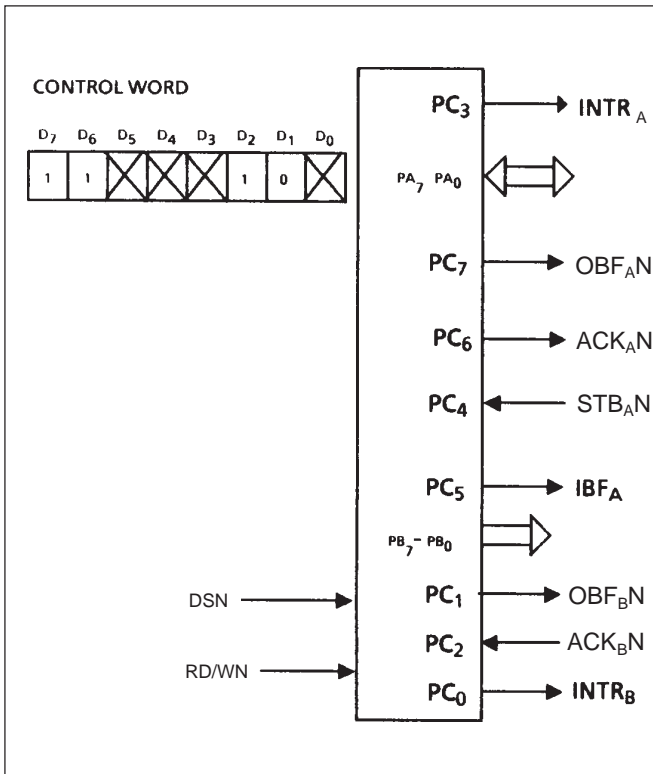 CONTROL WORD
D7 D6 D5 D4 D3 D2 D1 D0
1 1 1 0
PC3 INTR A
PA7 PA0
PC7 OBFAN
PC6 ACKAN
PC4 STBAN
PC5 IBFA
PB7 – PB0
DSN PC1 OBFBN
PC2 ACKBN
RD/WN
PC0 INTRB